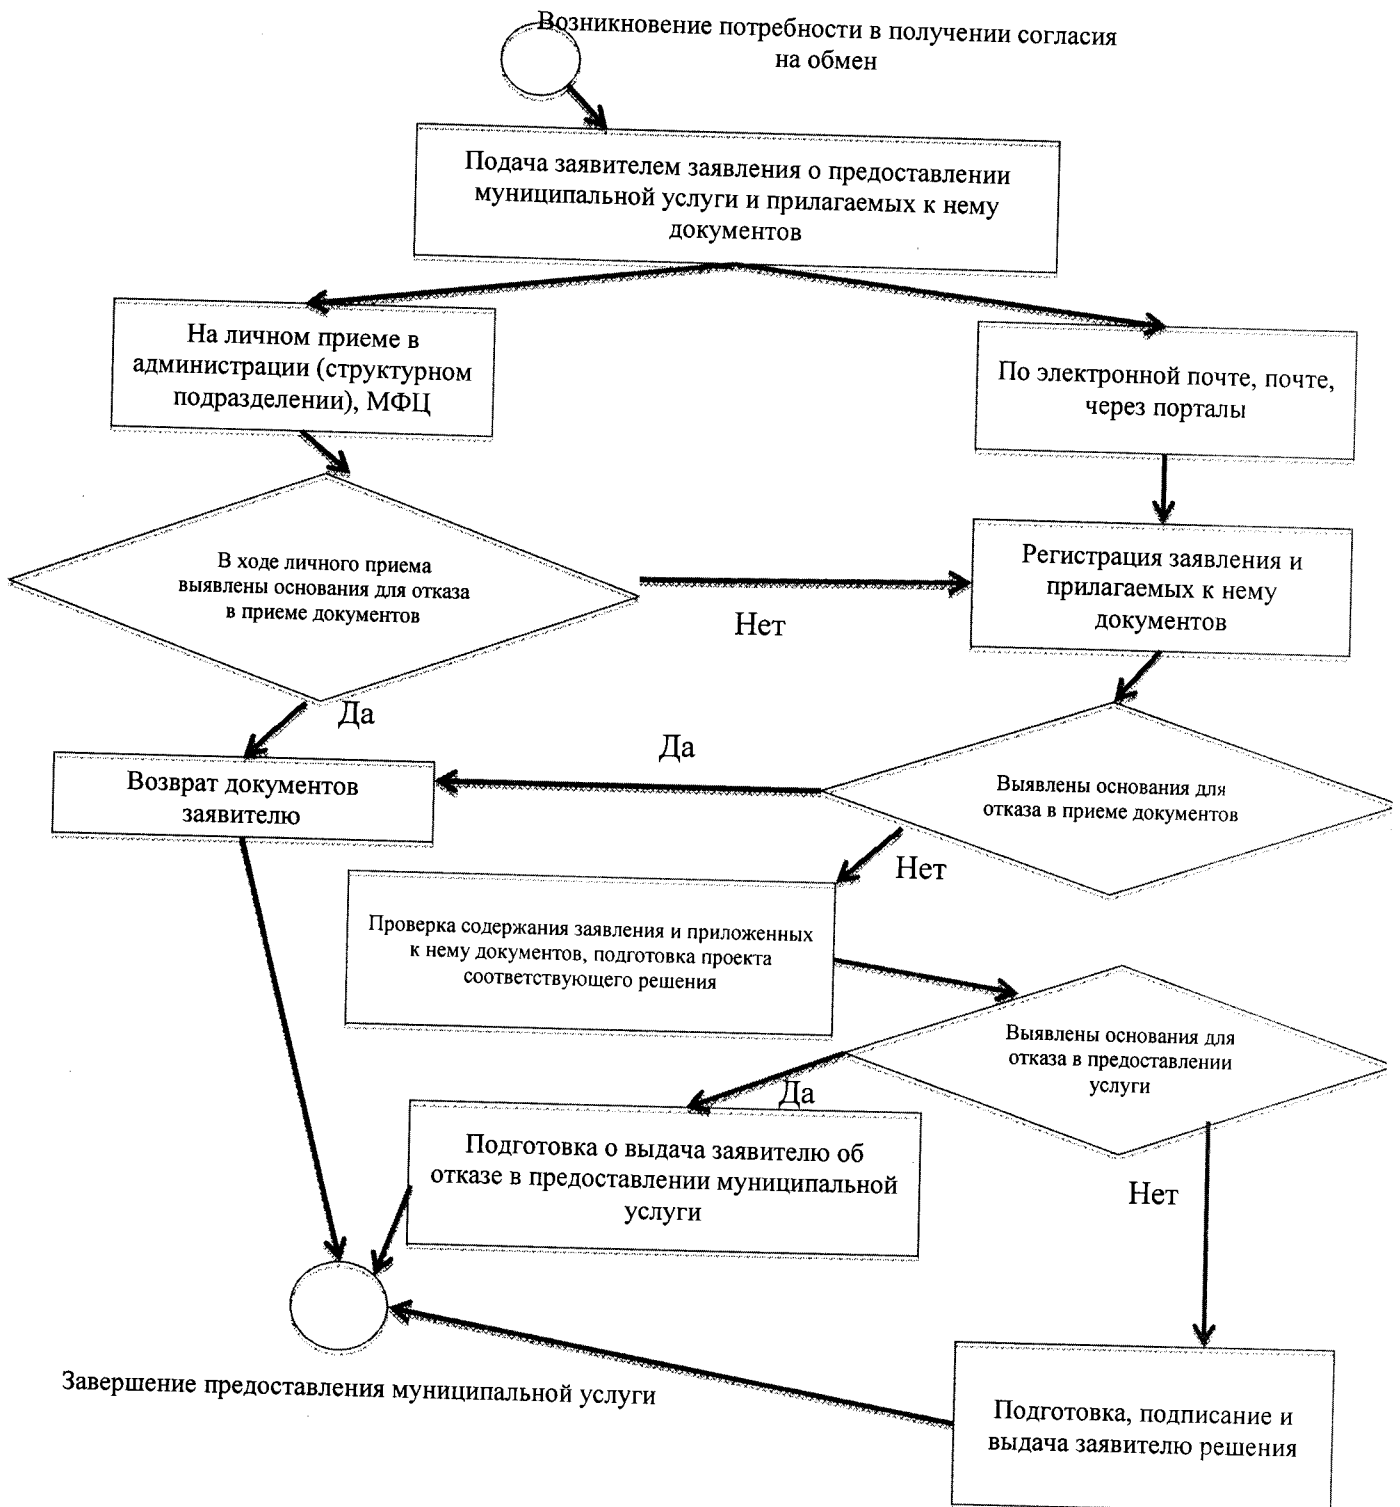 Возникновение потребности в получении согласия
на обмен
Подача заявителем заявления о предоставлении
муниципальной услуги и прилагаемых к нему
документов
На личном приеме в
администрации (структурном
подразделении), МФЦ
По электронной почте, почте,
через порталы
В ходе личного приема
выявлены основания для отказа
в приеме документов
Нет
Регистрация заявления и
прилагаемых к нему
документов
Да
Да
Возврат документов
заявителю
Выявлены основания для
отказа в приеме документов
Нет
Проверка содержания заявления и приложенных
к нему документов, подготовка проекта
соответствующего решения
Выявлены основания для
отказа в предоставлении
услуги
Да
Подготовка о выдача заявителю об
отказе в предоставлении муниципальной
услуги
Нет
Завершение предоставления муниципальной услуги
Подготовка, подписание и
выдача заявителю решения